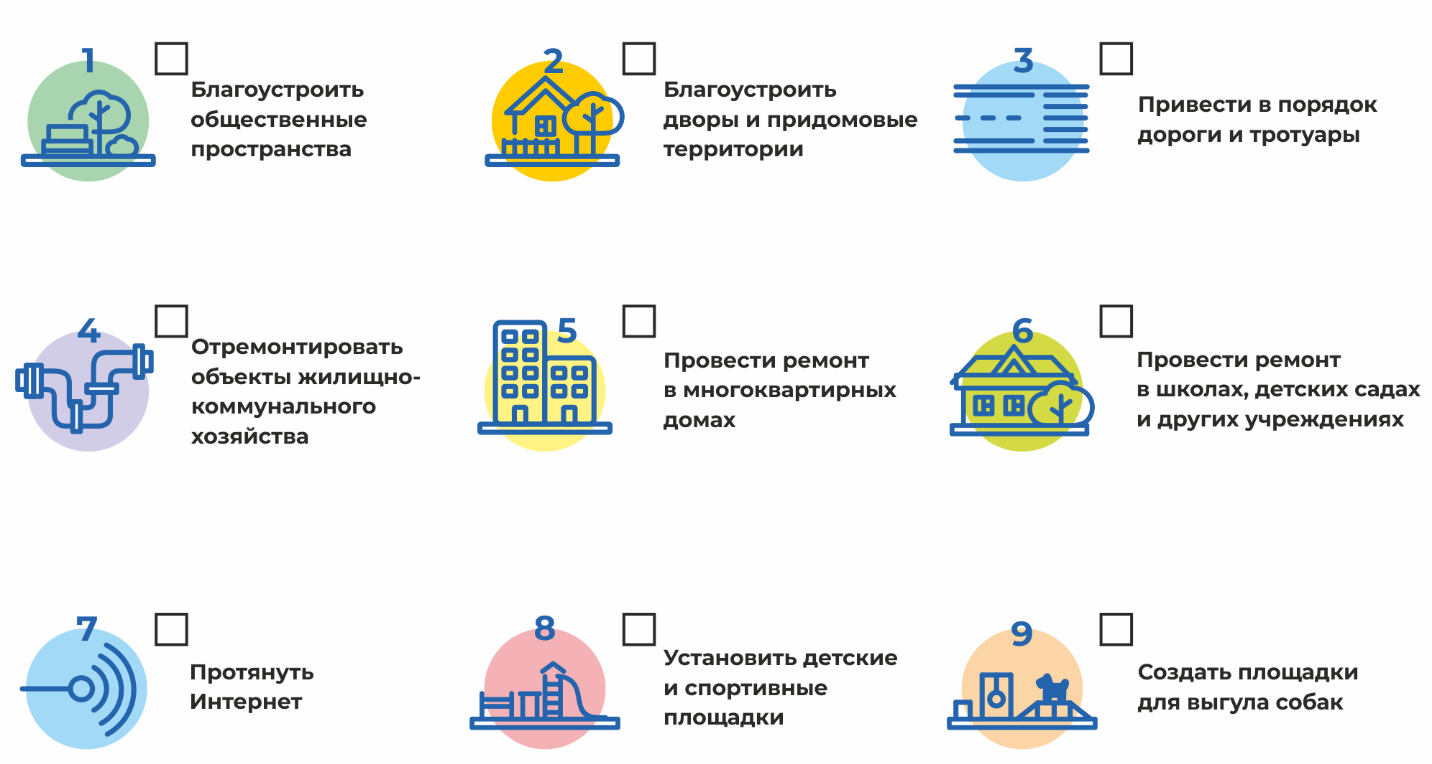 1
Благоустроить
общественные
пространства
2
Благоустроить
дворы и придомовые
территории
3
Привести в порядок
дороги и тротуары
4
Отремонтировать
объекты жилищно-
коммунального
хозяйства
5
Провести ремонт
в многоквартирных
домах
6
Провести ремонт
в школах, детских садах
и других учреждениях
7
Протянуть
Интернет
8
Установить детские
и спортивные
площадки
9
Создать площадки
для выгула собак